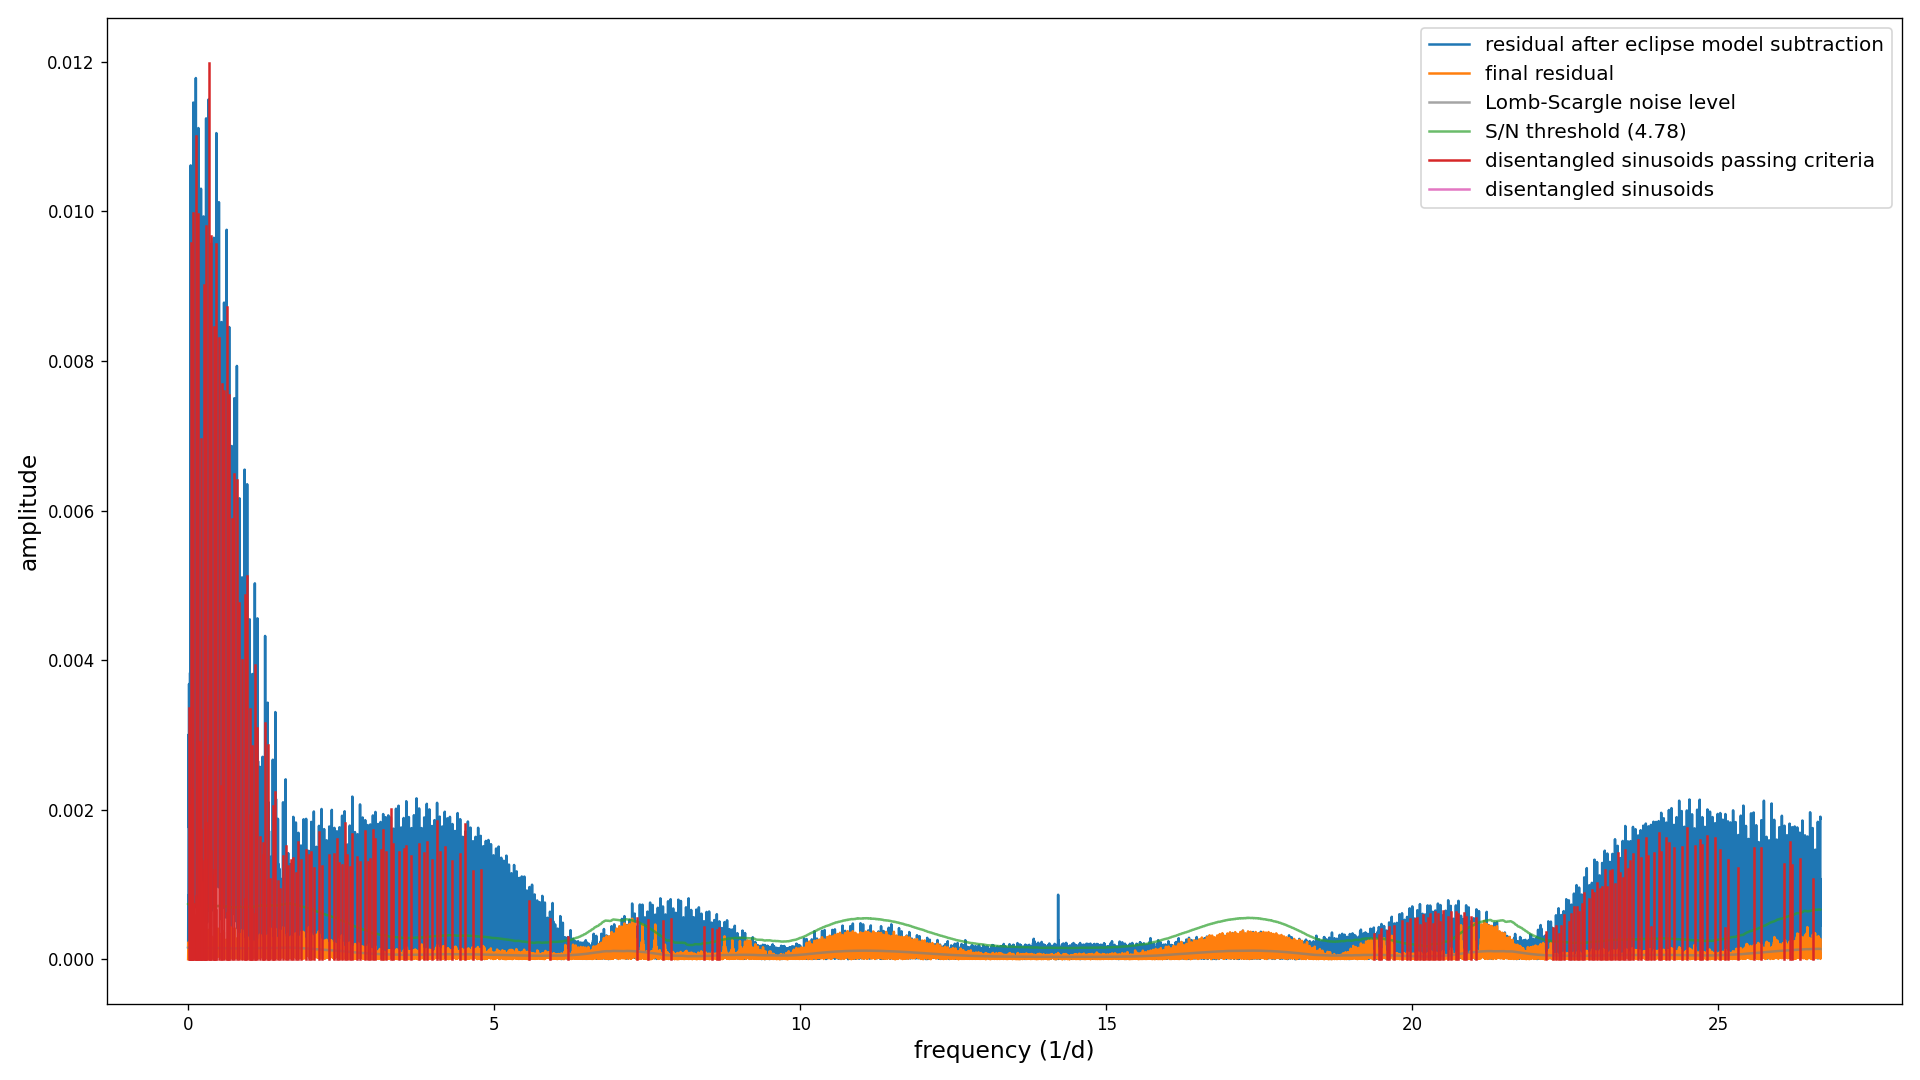 residual after eclipse model subtraction
final residual
Lomb-Scargle noise level
S/N threshold (4.78)
disentangled sinusoids passing criteria
disentangled sinusoids
0.012
0.010
0.008
0.006
0.004
0.002
0.000
amplitude
0 5 10 15 20 25
frequency (1/d)